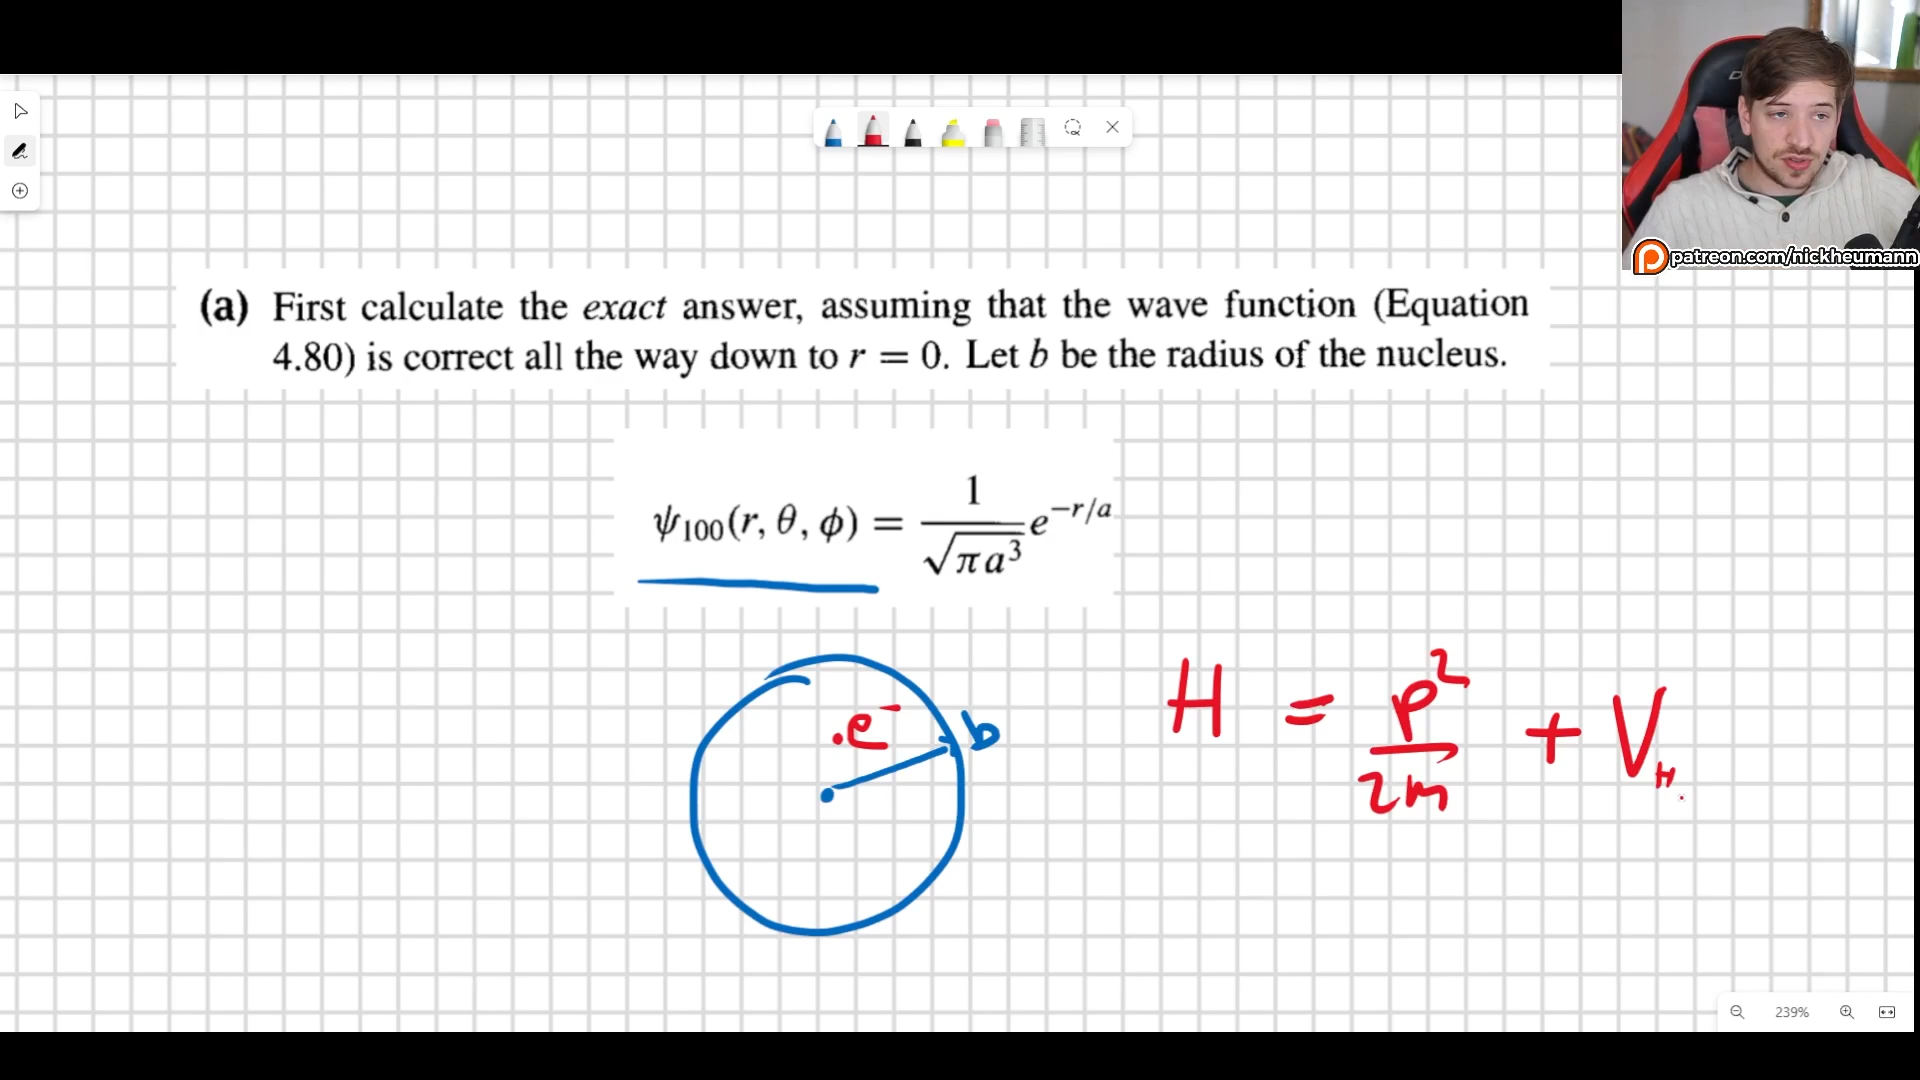 patreon.com/nickheumann
(a) First calculate the exact answer, assuming that the wave function (Equation
4.80) is correct all the way down to r = 0. Let b be the radius of the nucleus.
ψ₁₀₀(r, θ, ϕ) = 1/√(πa³) e^(−r/a)
.e⁻ b
H = p²/2m + V_H
239%